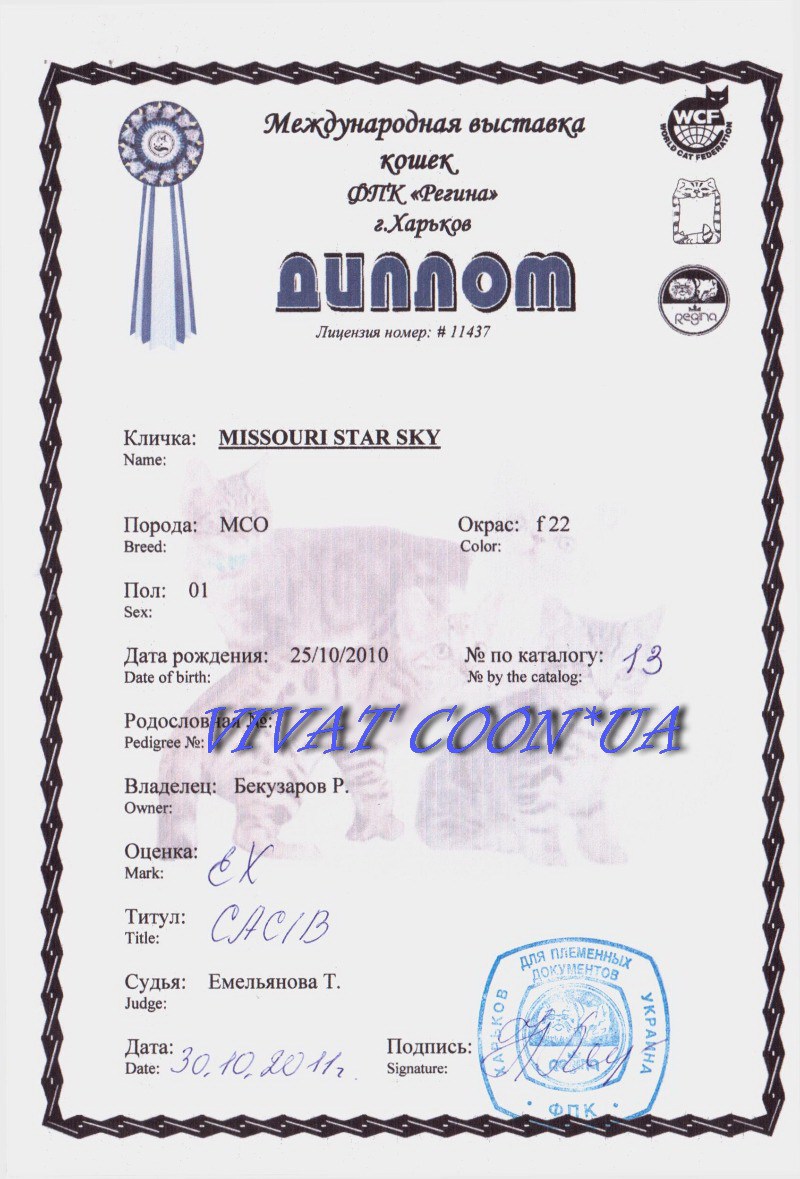 Международная выставка
кошек
ФПК «Регина»
г.Харьков
ДИПЛОМ
Лицензия номер: # 11437
WCF
WORLD CAT FEDERATION
Regina
Кличка: MISSOURI STAR SKY
Name:
Порода: MCO Окрас: f 22
Breed: Color:
Пол: 01
Sex:
Дата рождения: 25/10/2010 № по каталогу: 13
Date of birth: № by the catalog:
Родословная №:
Pedigree №:
VIVAT COON*UA
Владелец: Бекузаров Р.
Owner:
Оценка: EX
Mark:
Титул: CACIB
Title:
Судья: Емельянова Т.
Judge:
Дата: 30.10.2011г. Подпись:
Date: Signature:
ДЛЯ ПЛЕМЕННЫХ
ДОКУМЕНТОВ
ХАРЬКОВ
УКРАИНА
ФПК